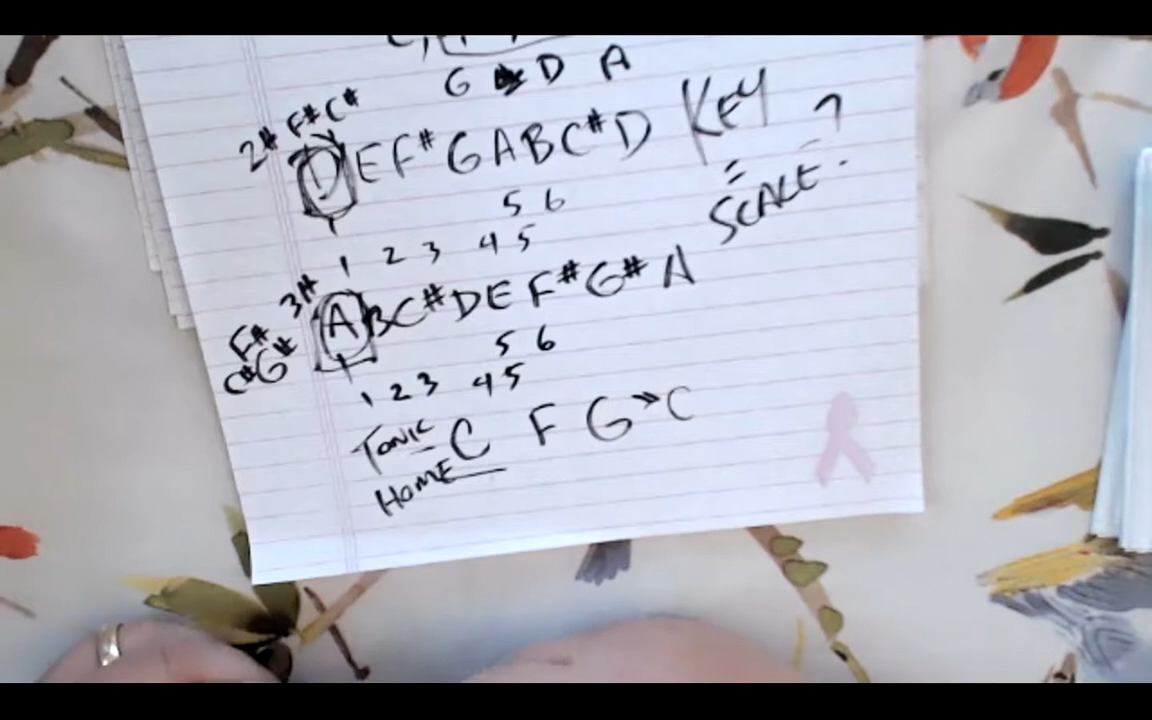 G D A
2# F# C#
D E F# G A B C# D KEY
= SCALE ?
5 6
1 2 3 4 5
3# F# C# G#
A B C# D E F# G# A
5 6
1 2 3 4 5
TONIC C F G » C
HOME